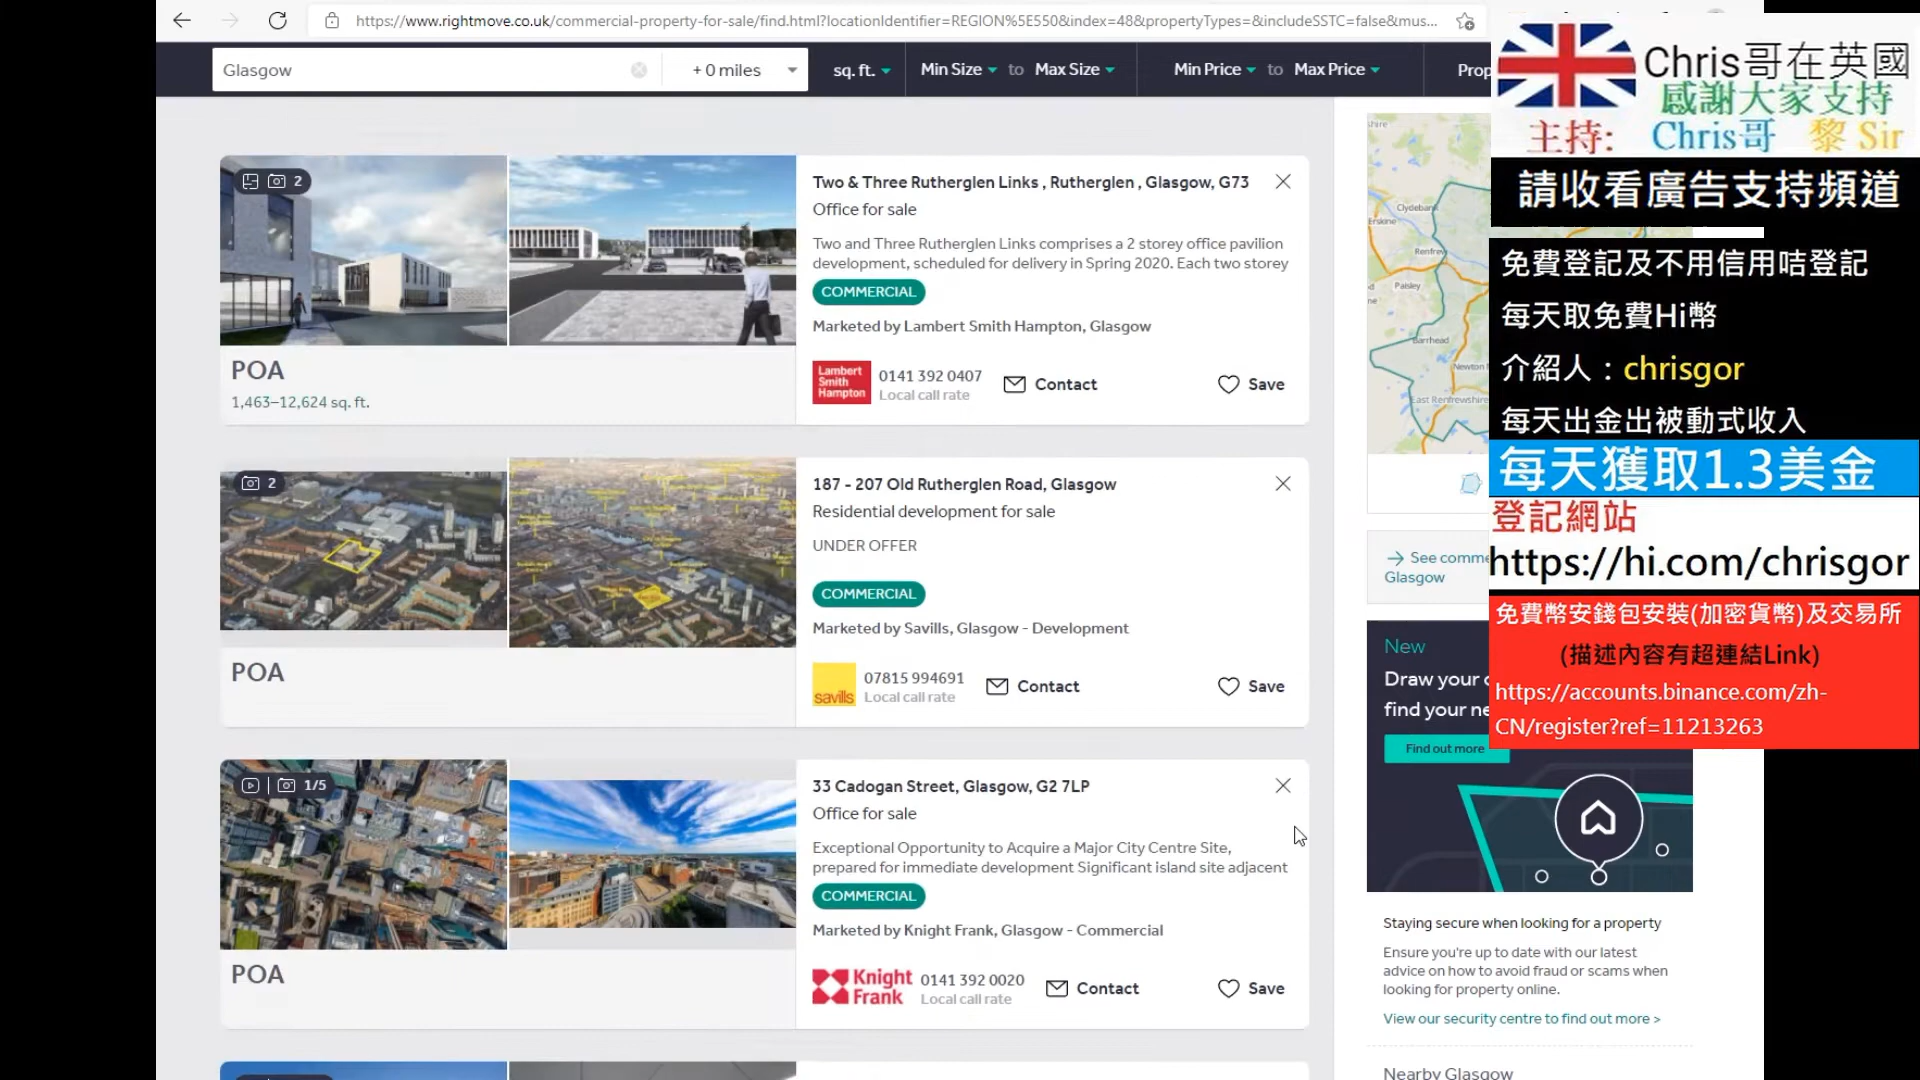 https://www.rightmove.co.uk/commercial-property-for-sale/find.html?locationIdentifier=REGION%5E550&index=48&propertyTypes=&includeSSTC=false&mus...
Glasgow
+ 0 miles
sq. ft.
Min Size to Max Size
Min Price to Max Price
Prop
2
Two & Three Rutherglen Links , Rutherglen , Glasgow, G73
Office for sale
Two and Three Rutherglen Links comprises a 2 storey office pavilion
development, scheduled for delivery in Spring 2020. Each two storey
COMMERCIAL
Marketed by Lambert Smith Hampton, Glasgow
POA
1,463–12,624 sq. ft.
Lambert
Smith
Hampton
0141 392 0407
Local call rate
Contact
Save
2
187 - 207 Old Rutherglen Road, Glasgow
Residential development for sale
UNDER OFFER
COMMERCIAL
Marketed by Savills, Glasgow - Development
POA
savills
07815 994691
Local call rate
Contact
Save
1/5
33 Cadogan Street, Glasgow, G2 7LP
Office for sale
Exceptional Opportunity to Acquire a Major City Centre Site,
prepared for immediate development Significant island site adjacent
COMMERCIAL
Marketed by Knight Frank, Glasgow - Commercial
POA
Knight
Frank
0141 392 0020
Local call rate
Contact
Save
Clydebank
Erskine
Renfrew
Paisley
Barrhead
Newton
East Renfrewshire
See comme
Glasgow
New
Draw your
find your ne
Find out more
Staying secure when looking for a property
Ensure you're up to date with our latest
advice on how to avoid fraud or scams when
looking for property online.
View our security centre to find out more >
Nearby Glasgow
Chris哥在英國
感謝大家支持
主持: Chris哥 黎 Sir
請收看廣告支持頻道
免費登記及不用信用咭登記
每天取免費Hi幣
介紹人：chrisgor
每天出金出被動式收入
每天獲取1.3美金
登記網站
https://hi.com/chrisgor
免費幣安錢包安裝(加密貨幣)及交易所
(描述內容有超連結Link)
https://accounts.binance.com/zh-
CN/register?ref=11213263